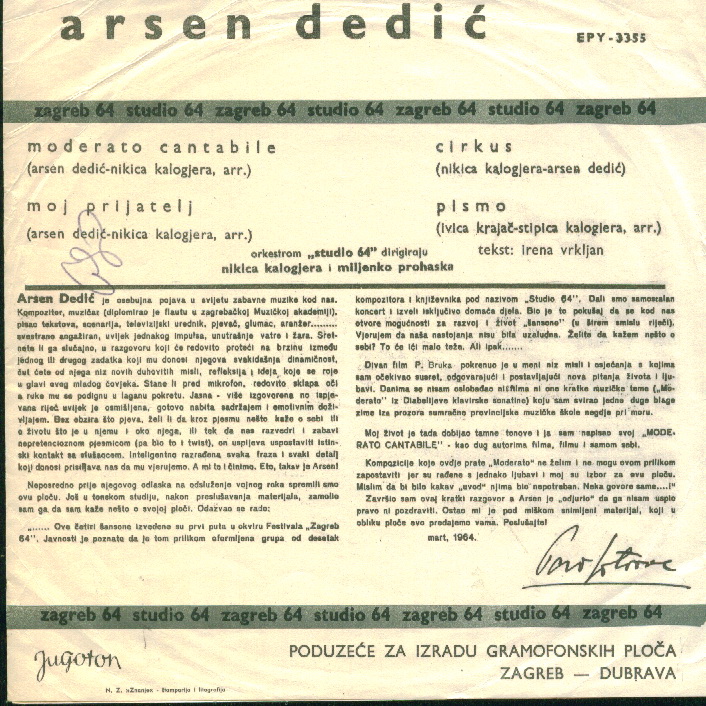 arsen dedić
EPY-3355
zagreb 64 studio 64 zagreb 64 studio 64 zagreb 64 studio 64 zagreb 64
moderato cantabile
(arsen dedić-nikica kalogjera, arr.)
moj prijatelj
(arsen dedić-nikica kalogjera, arr.)
cirkus
(nikica kalogjera-arsen dedić)
pismo
(ivica krajač-stipica kalogjera, arr.)
tekst: irena vrkljan
orkestrom „studio 64" dirigiraju
nikica kalogjera i miljenko prohaska
Arsen Dedić je osebujna pojava u svijetu zabavne muzike kod nas.
Kompoziter, muzičar (diplomirao je flautu u zagrebačkoj Muzičkoj akademiji),
pisao tekstova, scenarija, televizijski urednik, pjevač, glumac, aranžer.........
svestrano angažiran, uvijek jednakog impulsa, unutrašnje vatre i žara. Sret-
nete li ga slučajno, u razgovoru koji će redovito proteći na brzinu između
jednog ili drugog zadatka koji mu donosi njegova svakidašnja dinamičnost,
čut ćete od njega niz novih duhovitih misli, refleksija i ideja koje se roje
u glavi oveg mladog čovjeka. Stane li pred mikrofon, redovito sklapa oči
a ruke mu se podignu u laganu pokretu. Jasna - više izgovorena no ispje-
vana riječ uvijek je osmišljena, gotovo nabita sadržajem i emotivnim doži-
vljajem. Bez obzira što pjeva, želi li da kroz pjesmu nešto kaže o sebi ili
o životu što je u njemu i oko njega, ili tek da nas razvedri i zabavi
nepretencioznom pjesmicom (pa bio to i twist), on uspijeva uspostaviti istin-
ski kontakt sa slušaocem. Inteligentno razrađena svaka fraza i svaki detalj
koji donosi prisiljava nas da mu vjerujemo. A mi to i činimo. Eto, takav je Arsen!
Neposredno prije njegovog odlaska na odsluženje vojnog roka spremili smo
ovu ploču. Još u tonskom studiju, nakon preslušavanja materijala, zamolio
sam ga da sam kaže nešto o svojoj ploči. Odazvao se rado:
„...... Ove četiri šansone izvedene su prvi puta u okviru Festivala „Zagreb
64". Javnosti je poznato da je tom prilikom oformljena grupa od desetak
kompozitora i književnika pod nazivom „Studio 64". Dali smo samostalan
koncert i izveli isključivo domaća djela. Bio je to pokušaj da se kod nas
otvore mogućnosti za razvoj i život „šansone" (u širem smislu riječi).
Vjerujem da naša nastojanja nisu bila uzaludna. Želite da kažem nešto o
sebi? To će ići malo teže. Ali ipak.......
Divan film P. Bruka pokrenuo je u meni niz misli i osjećanja s kojima
sam očekivao susret, odgovarajući i postavljajući nova pitanja života i lju-
bavi. Danima se nisam oslobađao ni filma ni one kratke muzičke teme („Mo-
derato" iz Diabelijeve klavirske sonatine) koju sam svirao jedne duge blage
zime iza prozora sumračne provincijske muzičke škole negdje pri moru.
Moj život je tada dobijao tamne tonove i ja sam napisao svoj „MODE-
RATO CANTABILE" - kao dug autorima filma, filmu i samom sebi.
Kompozicije koje ovdje prate „Moderato" ne želim i ne mogu ovom prilikom
zapostaviti jer su rađene s jednako ljubavi i moj su izbor za ovu ploču.
Mislim da bi bilo kakav „uvod" njima bio nepotreban. Neka govore same....!"
Završio sam ovaj kratki razgovor a Arsen je „odjurio" da ga nisam uspio
pravo ni pozdraviti. Ostao mi je pod miškom snimljeni materijal, koji u
obliku ploče evo predajemo vama. Poslušajte!
mart, 1964.
zagreb 64 studio 64 zagreb 64 studio 64 zagreb 64 studio 64 zagreb 64
Jugoton
PODUZEĆE ZA IZRADU GRAMOFONSKIH PLOČA
ZAGREB — DUBRAVA
N. Z. »Znanje« - štamparija i litografija